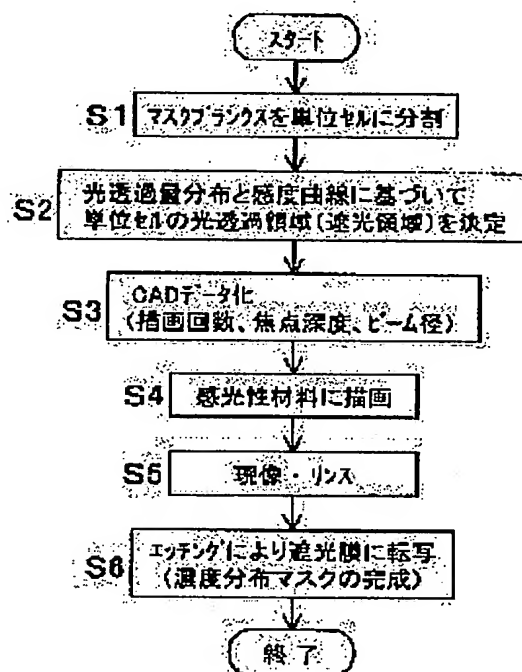 スタート
S1 マスクブランクスを単位セルに分割
S2 光透過量分布と感度曲線に基づいて
単位セルの光透過領域(遮光領域)を決定
S3 CADデータ化
(描画回数、焦点深度、ビーム径)
S4 感光性材料に描画
S5 現像・リンス
S6 エッチングにより遮光膜に転写
(濃度分布マスクの完成)
終了